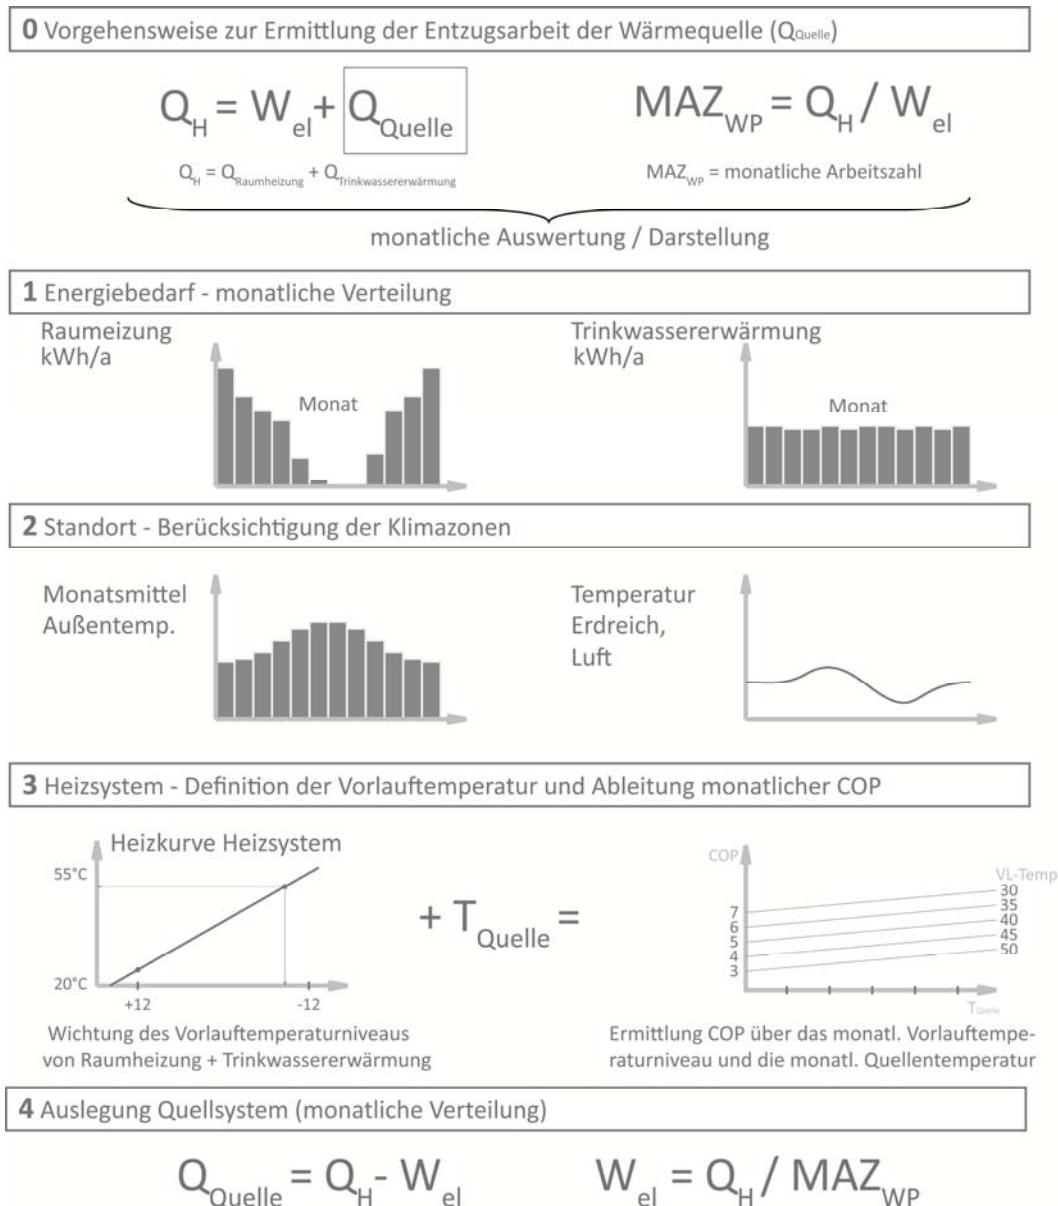 0 Vorgehensweise zur Ermittlung der Entzugsarbeit der Wärmequelle (QQuelle)
QH = Wel + QQuelle
MAZWP = QH / Wel
QH = QRaumheizung + QTrinkwassererwärmung
MAZWP = monatliche Arbeitszahl
monatliche Auswertung / Darstellung
1 Energiebedarf - monatliche Verteilung
Raumeizung
kWh/a
Monat
Trinkwassererwärmung
kWh/a
Monat
2 Standort - Berücksichtigung der Klimazonen
Monatsmittel
Außentemp.
Temperatur
Erdreich,
Luft
3 Heizsystem - Definition der Vorlauftemperatur und Ableitung monatlicher COP
Heizkurve Heizsystem
55°C
20°C
+12
-12
+ TQuelle =
COP
VL-Temp
7
6
5
4
3
30
35
40
45
50
TQuelle
Wichtung des Vorlauftemperaturniveaus
von Raumheizung + Trinkwassererwärmung
Ermittlung COP über das monatl. Vorlauftempe-
raturniveau und die monatl. Quellentemperatur
4 Auslegung Quellsystem (monatliche Verteilung)
QQuelle = QH - Wel
Wel = QH / MAZWP